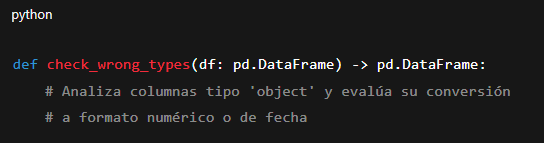 python
def check_wrong_types(df: pd.DataFrame) -> pd.DataFrame:
# Analiza columnas tipo 'object' y evalúa su conversión
# a formato numérico o de fecha